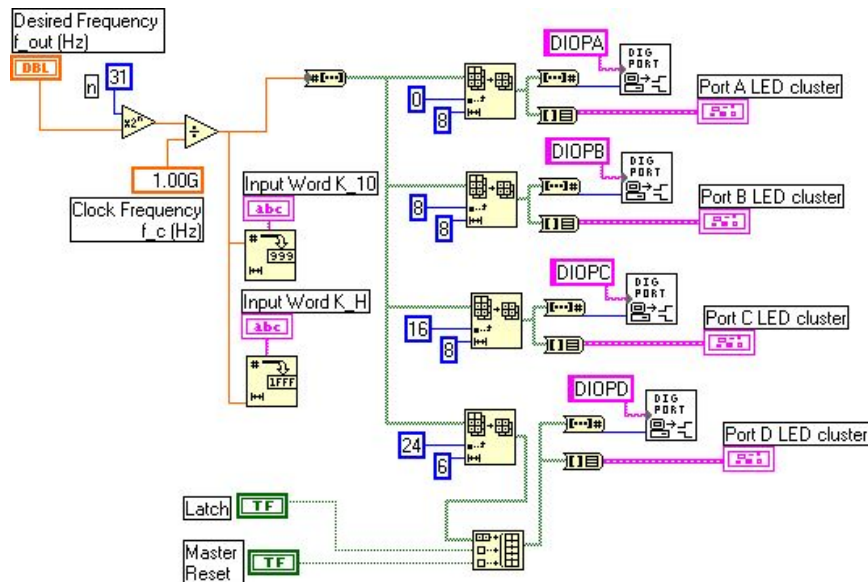 Desired Frequency
f_out (Hz)
DBL
n
31
x2ⁿ
÷
1.00G
Clock Frequency
f_c (Hz)
Input Word K_10
abc
#
999
Input Word K_H
abc
#
1FFF
#[...]
0
8
DIOPA
[...]#
DIG
PORT
Port A LED cluster
8
8
DIOPB
[...]#
DIG
PORT
Port B LED cluster
16
8
DIOPC
[...]#
DIG
PORT
Port C LED cluster
24
6
DIOPD
[...]#
DIG
PORT
Port D LED cluster
Latch
TF
Master
Reset
TF